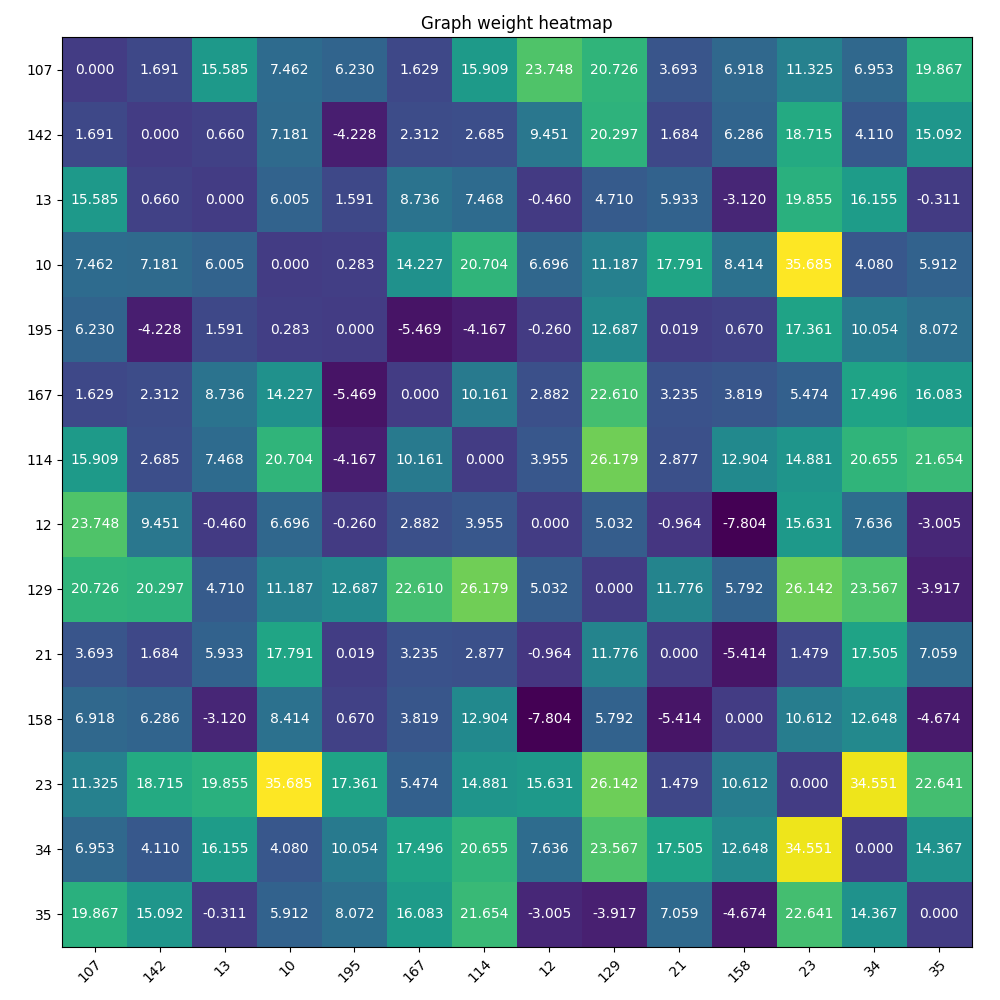 Graph weight heatmap
107 0.000 1.691 15.585 7.462 6.230 1.629 15.909 23.748 20.726 3.693 6.918 11.325 6.953 19.867
142 1.691 0.000 0.660 7.181 -4.228 2.312 2.685 9.451 20.297 1.684 6.286 18.715 4.110 15.092
13 15.585 0.660 0.000 6.005 1.591 8.736 7.468 -0.460 4.710 5.933 -3.120 19.855 16.155 -0.311
10 7.462 7.181 6.005 0.000 0.283 14.227 20.704 6.696 11.187 17.791 8.414 35.685 4.080 5.912
195 6.230 -4.228 1.591 0.283 0.000 -5.469 -4.167 -0.260 12.687 0.019 0.670 17.361 10.054 8.072
167 1.629 2.312 8.736 14.227 -5.469 0.000 10.161 2.882 22.610 3.235 3.819 5.474 17.496 16.083
114 15.909 2.685 7.468 20.704 -4.167 10.161 0.000 3.955 26.179 2.877 12.904 14.881 20.655 21.654
12 23.748 9.451 -0.460 6.696 -0.260 2.882 3.955 0.000 5.032 -0.964 -7.804 15.631 7.636 -3.005
129 20.726 20.297 4.710 11.187 12.687 22.610 26.179 5.032 0.000 11.776 5.792 26.142 23.567 -3.917
21 3.693 1.684 5.933 17.791 0.019 3.235 2.877 -0.964 11.776 0.000 -5.414 1.479 17.505 7.059
158 6.918 6.286 -3.120 8.414 0.670 3.819 12.904 -7.804 5.792 -5.414 0.000 10.612 12.648 -4.674
23 11.325 18.715 19.855 35.685 17.361 5.474 14.881 15.631 26.142 1.479 10.612 0.000 34.551 22.641
34 6.953 4.110 16.155 4.080 10.054 17.496 20.655 7.636 23.567 17.505 12.648 34.551 0.000 14.367
35 19.867 15.092 -0.311 5.912 8.072 16.083 21.654 -3.005 -3.917 7.059 -4.674 22.641 14.367 0.000
107 142 13 10 195 167 114 12 129 21 158 23 34 35